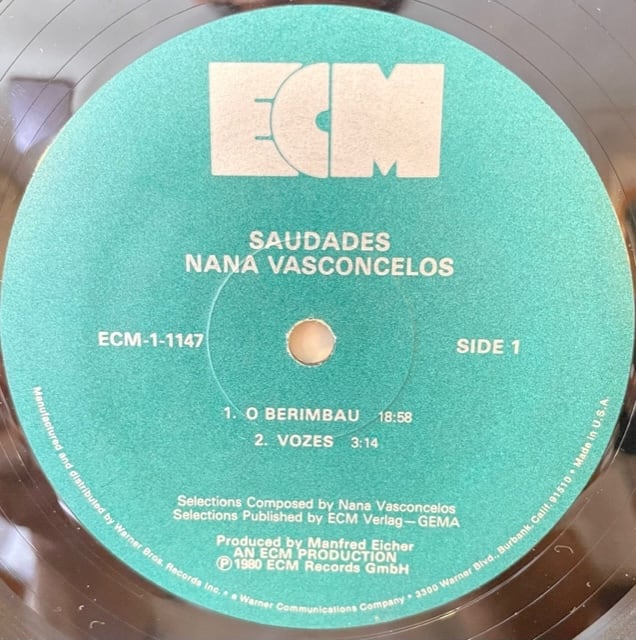 ECM
SAUDADES
NANA VASCONCELOS
ECM-1-1147
SIDE 1
1. O BERIMBAU 18:58
2. VOZES 3:14
Selections Composed by Nana Vasconcelos
Selections Published by ECM Verlag—GEMA
Produced by Manfred Eicher
AN ECM PRODUCTION
Ⓟ 1980 ECM Records GmbH
Manufactured and distributed by Warner Bros. Records Inc. • a Warner Communications Company • 3300 Warner Blvd., Burbank, Calif. 91510 • Made in U.S.A.